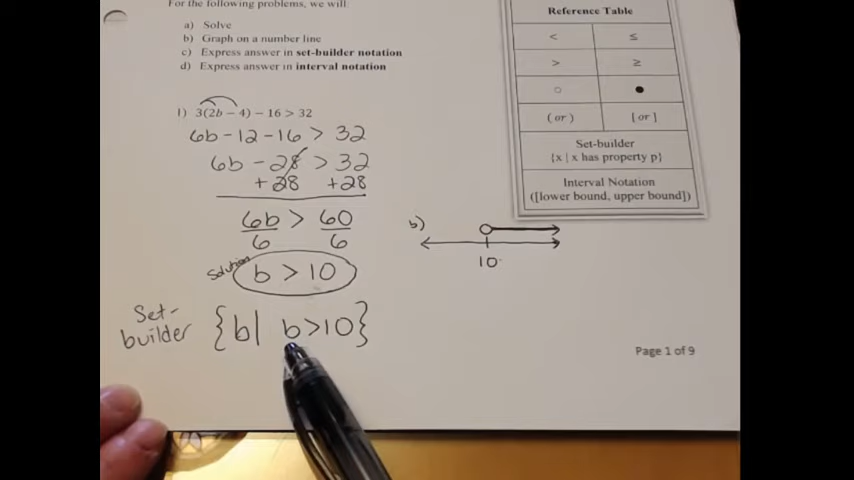 For the following problems, we will
a) Solve
b) Graph on a number line
c) Express answer in set-builder notation
d) Express answer in interval notation
1) 3(2b – 4) – 16 > 32
6b - 12 - 16 > 32
6b - 28 > 32
+28 +28
6b > 60
6 6
Solution b > 10
Set-
builder { b | b > 10 }
b)
10
Reference Table
< ≤
> ≥
○ ●
( or ) [ or ]
Set-builder
{x | x has property p}
Interval Notation
([lower bound, upper bound])
Page 1 of 9